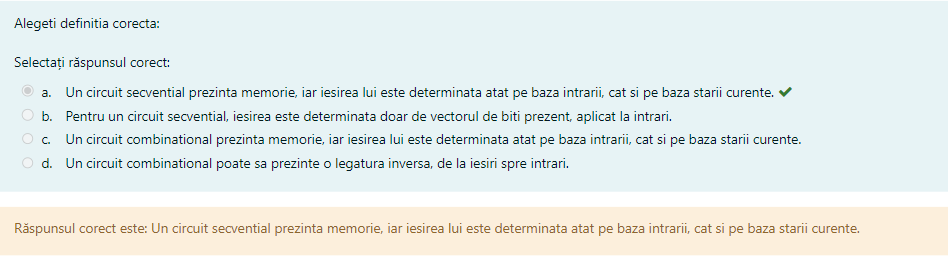 Alegeti definitia corecta:
Selectați răspunsul corect:
a. Un circuit secvential prezinta memorie, iar iesirea lui este determinata atat pe baza intrarii, cat si pe baza starii curente.
b. Pentru un circuit secvential, iesirea este determinata doar de vectorul de biti prezent, aplicat la intrari.
c. Un circuit combinational prezinta memorie, iar iesirea lui este determinata atat pe baza intrarii, cat si pe baza starii curente.
d. Un circuit combinational poate sa prezinte o legatura inversa, de la iesiri spre intrari.
Răspunsul corect este: Un circuit secvential prezinta memorie, iar iesirea lui este determinata atat pe baza intrarii, cat si pe baza starii curente.